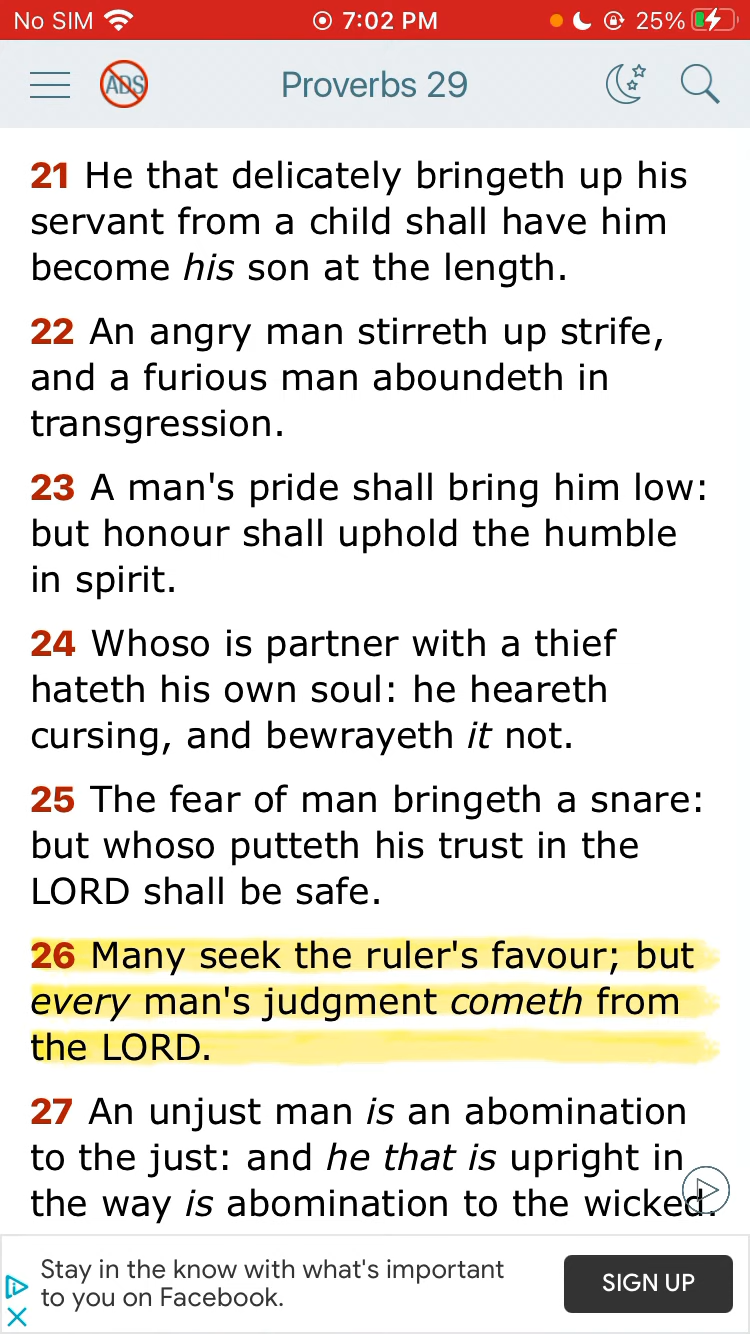 No SIM 7:02 PM 25%
ADS Proverbs 29
21 He that delicately bringeth up his
servant from a child shall have him
become his son at the length.
22 An angry man stirreth up strife,
and a furious man aboundeth in
transgression.
23 A man's pride shall bring him low:
but honour shall uphold the humble
in spirit.
24 Whoso is partner with a thief
hateth his own soul: he heareth
cursing, and bewrayeth it not.
25 The fear of man bringeth a snare:
but whoso putteth his trust in the
LORD shall be safe.
26 Many seek the ruler's favour; but
every man's judgment cometh from
the LORD.
27 An unjust man is an abomination
to the just: and he that is upright in
the way is abomination to the wicked.
Stay in the know with what's important
to you on Facebook.
SIGN UP